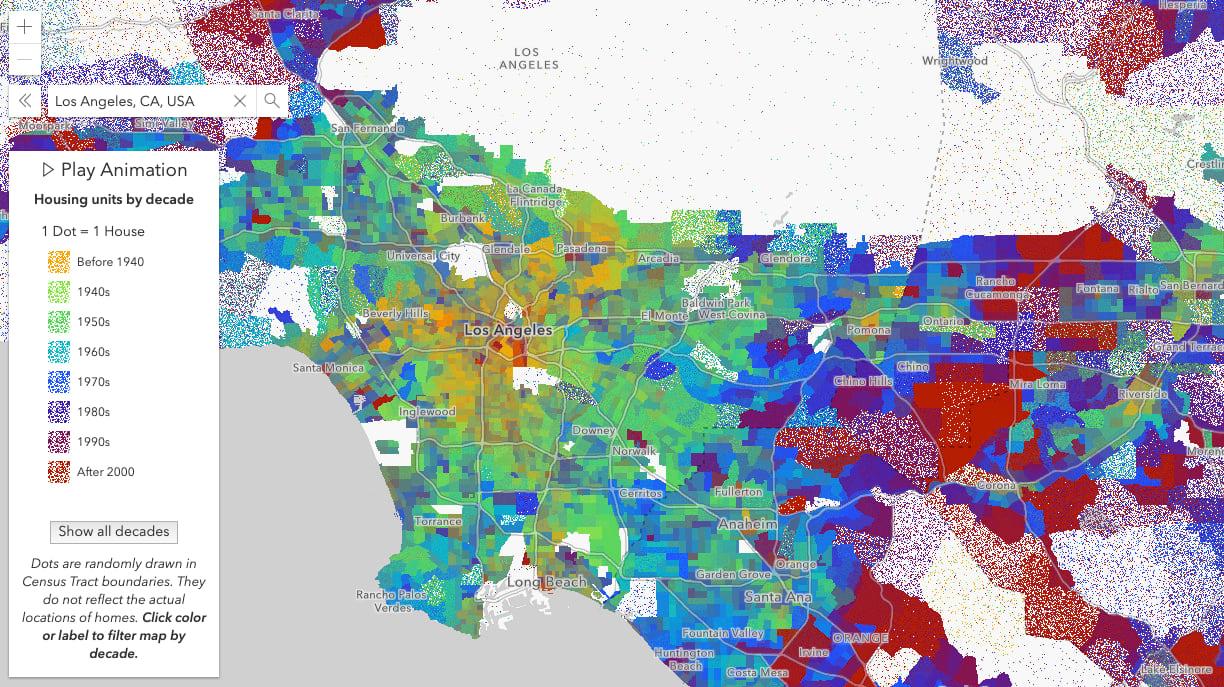 Santa Clarita
Hesperia
LOS
ANGELES
Wrightwood
Los Angeles, CA, USA
Moorpark
Simi Valley
San Fernando
Play Animation
Housing units by decade
1 Dot = 1 House
Before 1940
1940s
1950s
1960s
1970s
1980s
1990s
After 2000
Show all decades
Dots are randomly drawn in
Census Tract boundaries. They
do not reflect the actual
locations of homes. Click color
or label to filter map by
decade.
Crestlin
La Canada
Flintridge
Burbank
Universal City
Glendale
Pasadena
Arcadia
Glendora
Rancho
Cucamonga
Fontana
Rialto
San Bernard
Beverly Hills
Los Angeles
El Monte
Baldwin Park
West Covina
Pomona
Ontario
Grand Terrac
Santa Monica
Chino Hills
Chino
Mira Loma
Riverside
Inglewood
Downey
Norwalk
Moreno
Cerritos
Fullerton
Corona
Torrance
Anaheim
Orange
Garden Grove
Long Beach
Rancho Palos
Verdes
Santa Ana
Fountain Valley
ORANGE
Huntington
Beach
Irvine
Costa Mesa
Lake Elsinore